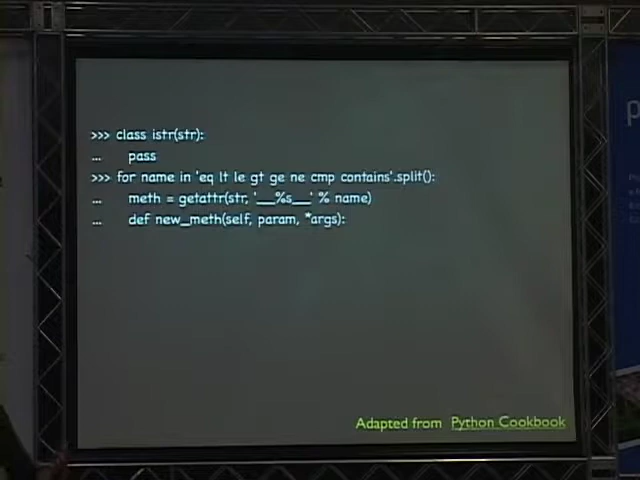 >>> class istr(str):
...     pass
>>> for name in 'eq lt le gt ge ne cmp contains'.split():
...     meth = getattr(str, '__%s__' % name)
...     def new_meth(self, param, *args):
Adapted from Python Cookbook